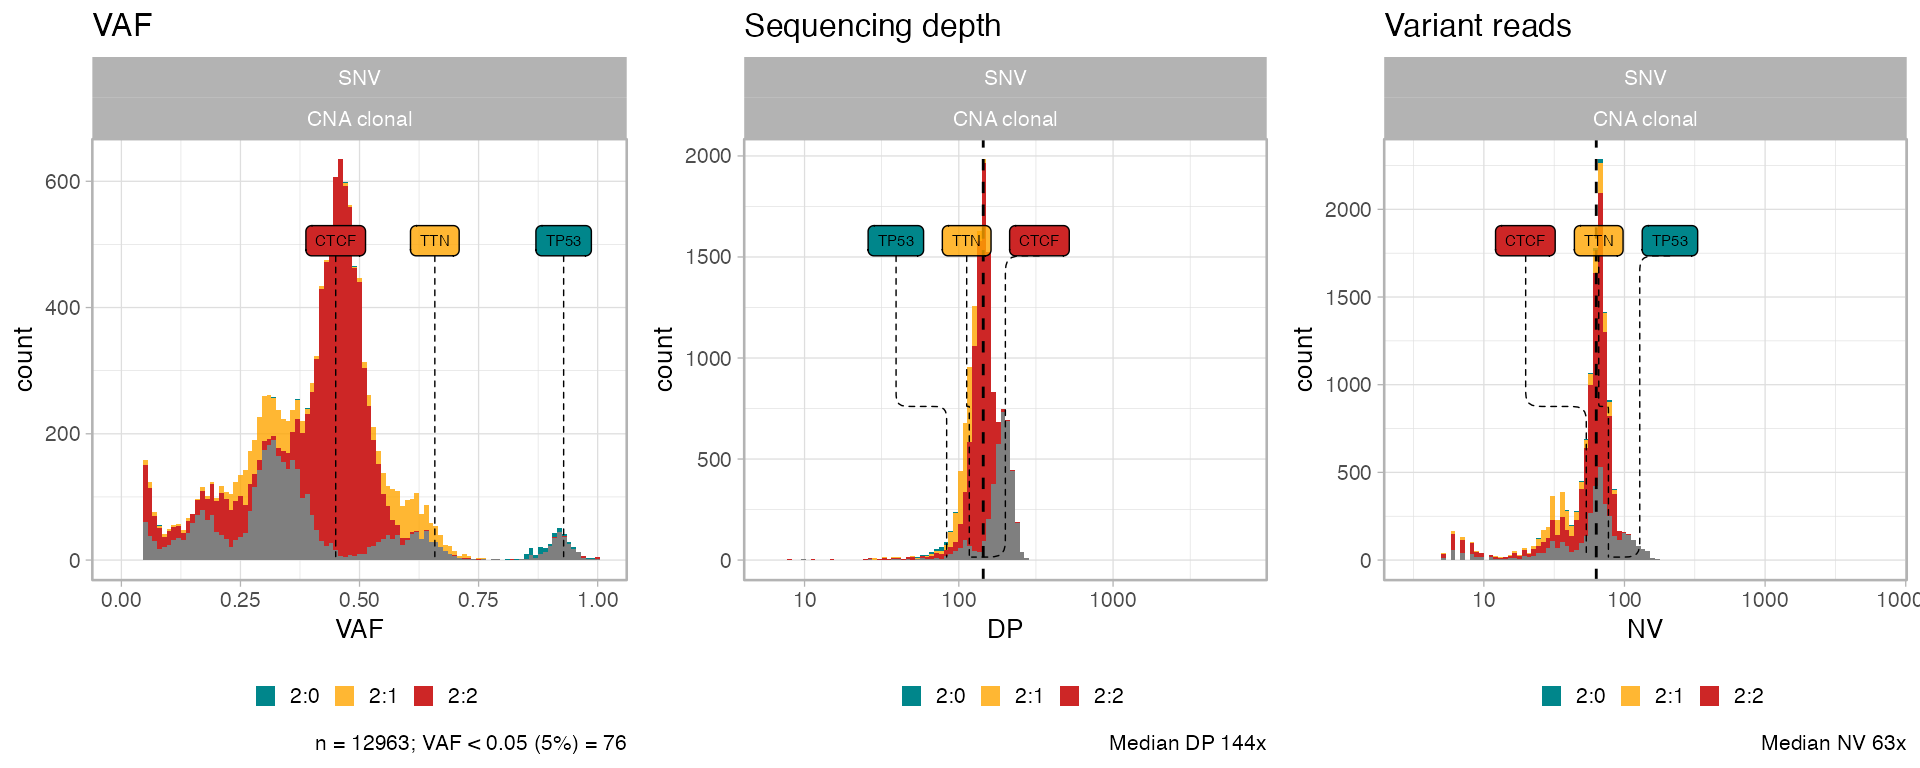 VAF
SNV
CNA clonal
600
400
200
0
count
CTCF
TTN
TP53
0.00 0.25 0.50 0.75 1.00
VAF
2:0 2:1 2:2
n = 12963; VAF < 0.05 (5%) = 76
Sequencing depth
SNV
CNA clonal
2000
1500
1000
500
0
count
TP53
TTN
CTCF
10 100 1000
DP
2:0 2:1 2:2
Median DP 144x
Variant reads
SNV
CNA clonal
2000
1500
1000
500
0
count
CTCF
TTN
TP53
10 100 1000 1000
NV
2:0 2:1 2:2
Median NV 63x